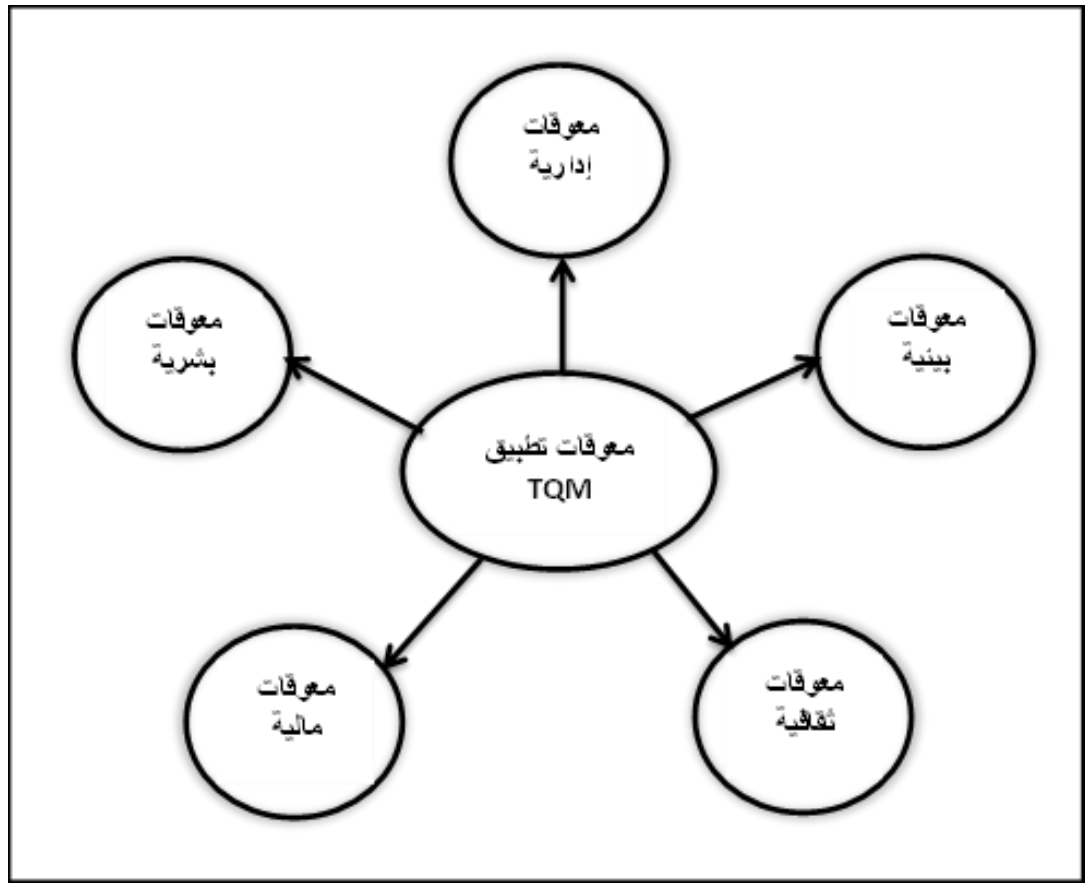 معوقات
إدارية
معوقات
بيئية
معوقات
بشرية
معوقات تطبيق
TQM
معوقات
ثقافية
معوقات
مالية